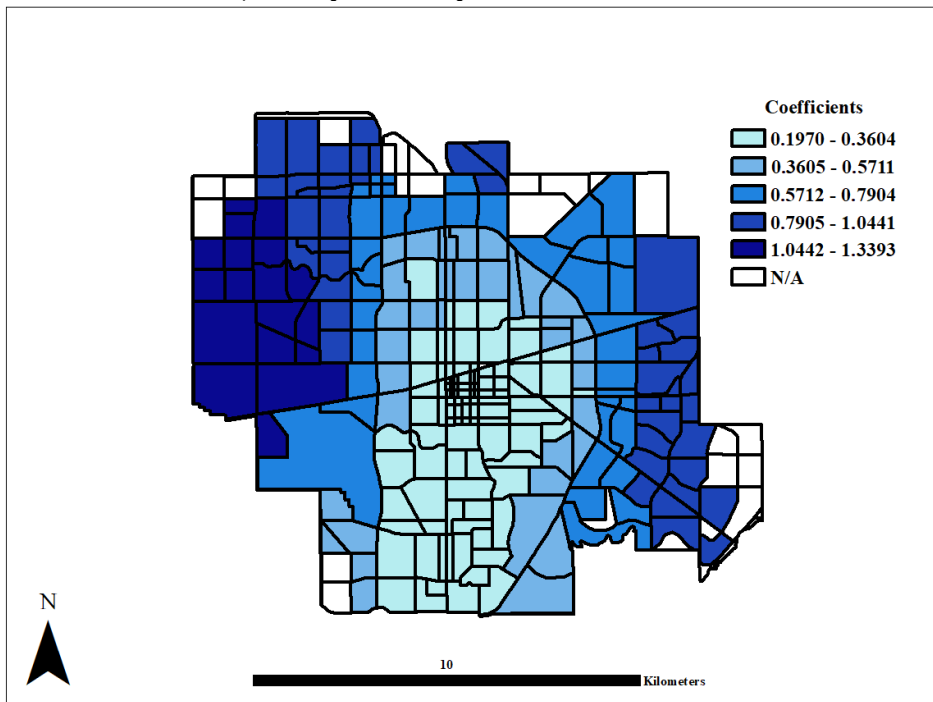 Coefficients
0.1970 - 0.3604
0.3605 - 0.5711
0.5712 - 0.7904
0.7905 - 1.0441
1.0442 - 1.3393
N/A
N
10
Kilometers